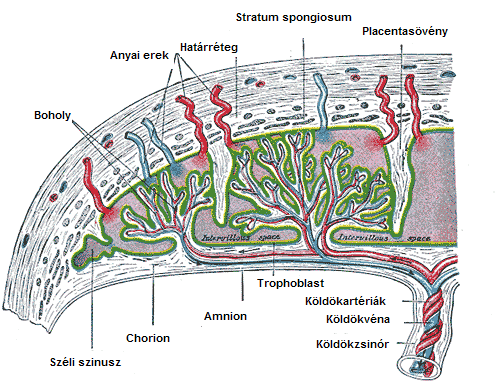 Stratum spongiosum
Placentasövény
Határréteg
Anyai erek
Boholy
Intervillous space
Intervillous space
Trophoblast
Köldökartériák
Köldökvéna
Amnion
Chorion
Köldökzsinór
Széli szinusz